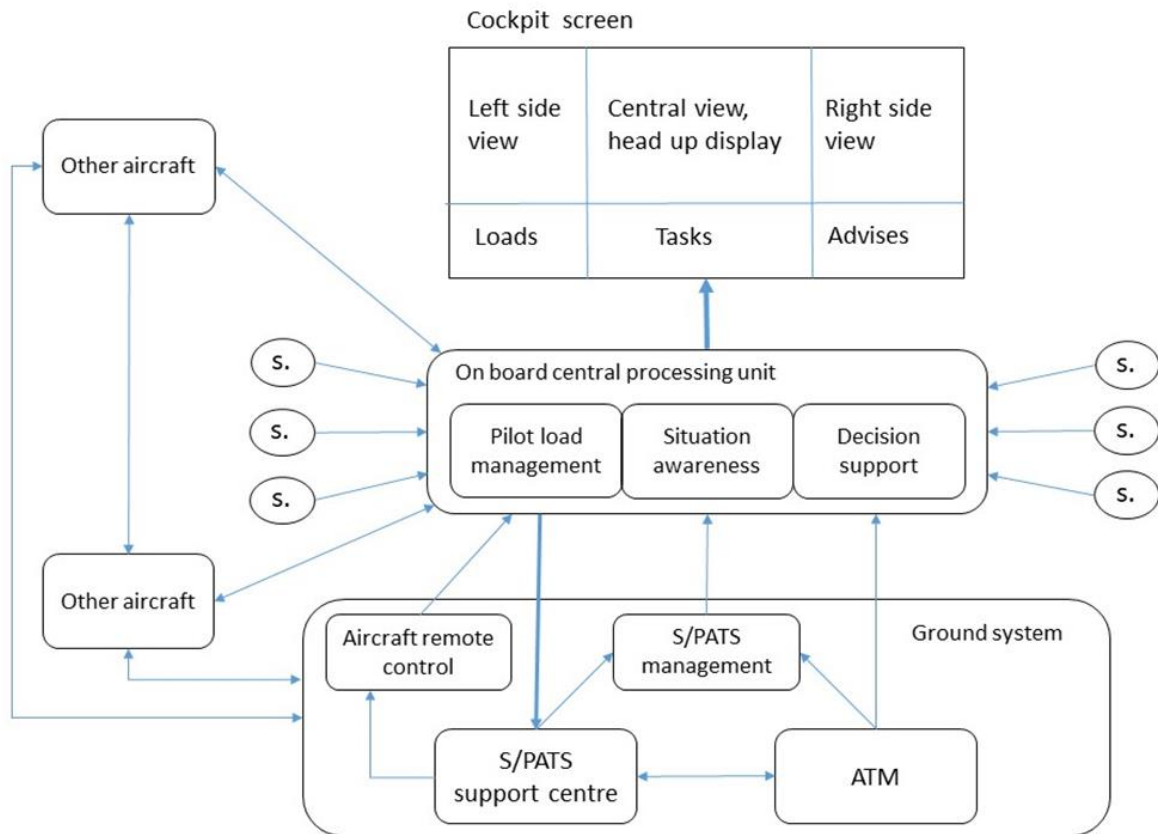 Cockpit screen
Left side
view
Central view,
head up display
Right side
view
Loads
Tasks
Advises
Other aircraft
s.
s.
s.
On board central processing unit
Pilot load
management
Situation
awareness
Decision
support
s.
s.
s.
Other aircraft
Aircraft remote
control
S/PATS
management
Ground system
S/PATS
support centre
ATM